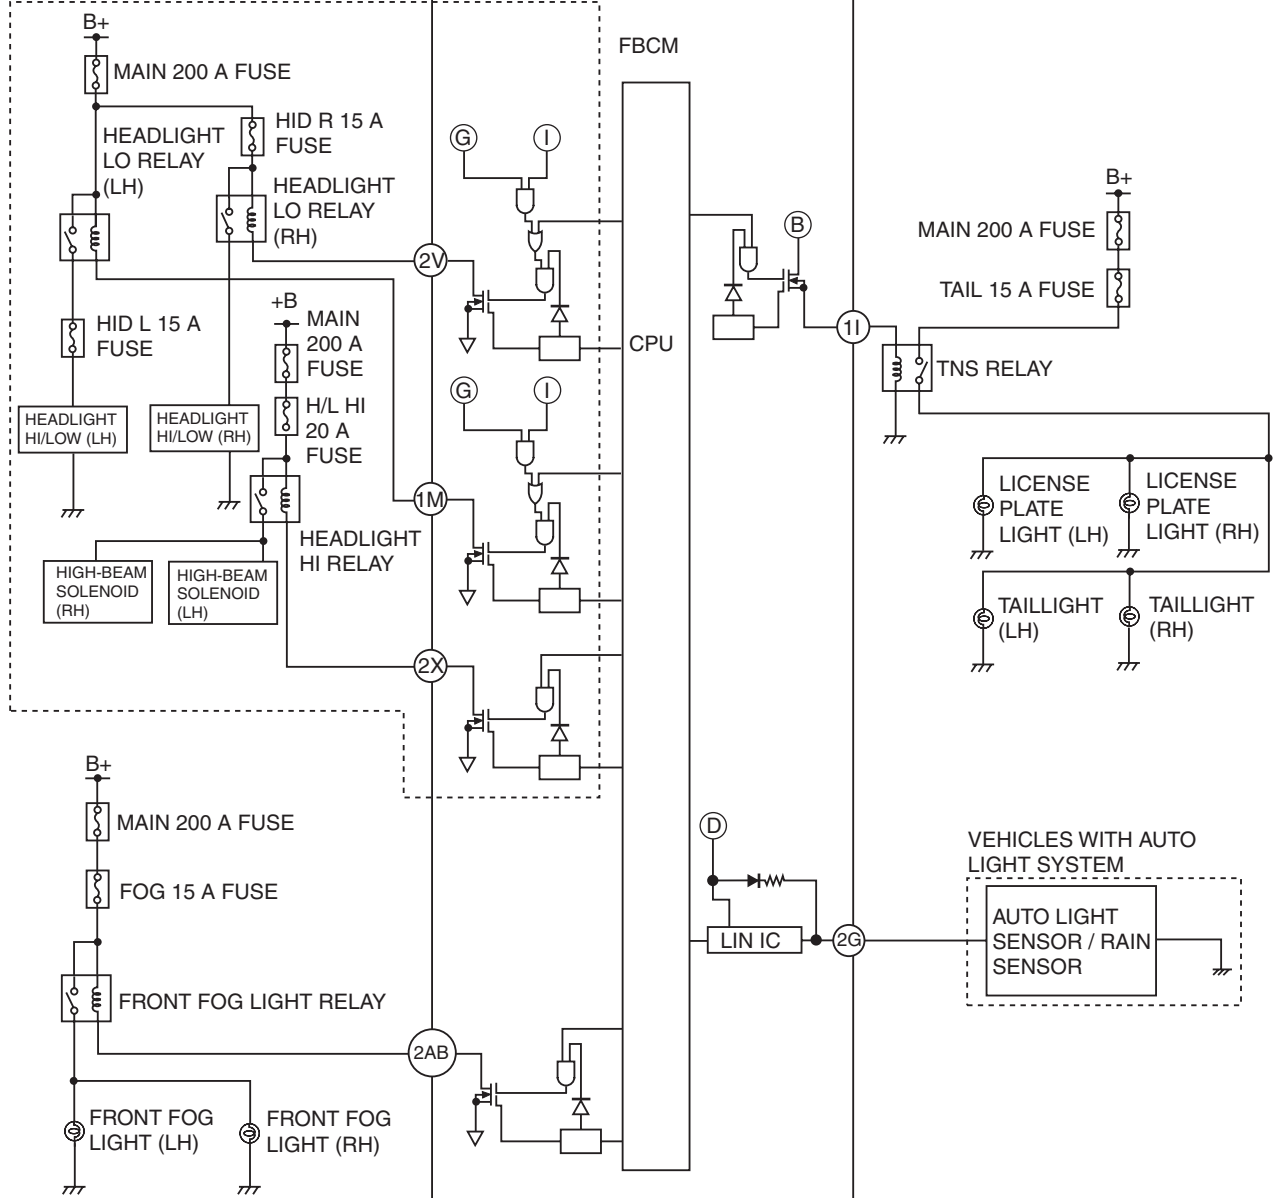 B+
MAIN 200 A FUSE
HEADLIGHT
LO RELAY
(LH)
HID R 15 A
FUSE
HEADLIGHT
LO RELAY
(RH)
HID L 15 A
FUSE
+B
MAIN
200 A
FUSE
H/L HI
20 A
FUSE
HEADLIGHT
HI/LOW (LH)
HEADLIGHT
HI/LOW (RH)
HEADLIGHT
HI RELAY
HIGH-BEAM
SOLENOID
(RH)
HIGH-BEAM
SOLENOID
(LH)
2V
1M
2X
G
I
G
I
FBCM
CPU
B
1I
B+
MAIN 200 A FUSE
TAIL 15 A FUSE
TNS RELAY
LICENSE
PLATE
LIGHT (LH)
LICENSE
PLATE
LIGHT (RH)
TAILLIGHT
(LH)
TAILLIGHT
(RH)
B+
MAIN 200 A FUSE
FOG 15 A FUSE
FRONT FOG LIGHT RELAY
2AB
FRONT FOG
LIGHT (LH)
FRONT FOG
LIGHT (RH)
D
LIN IC
2G
VEHICLES WITH AUTO
LIGHT SYSTEM
AUTO LIGHT
SENSOR / RAIN
SENSOR